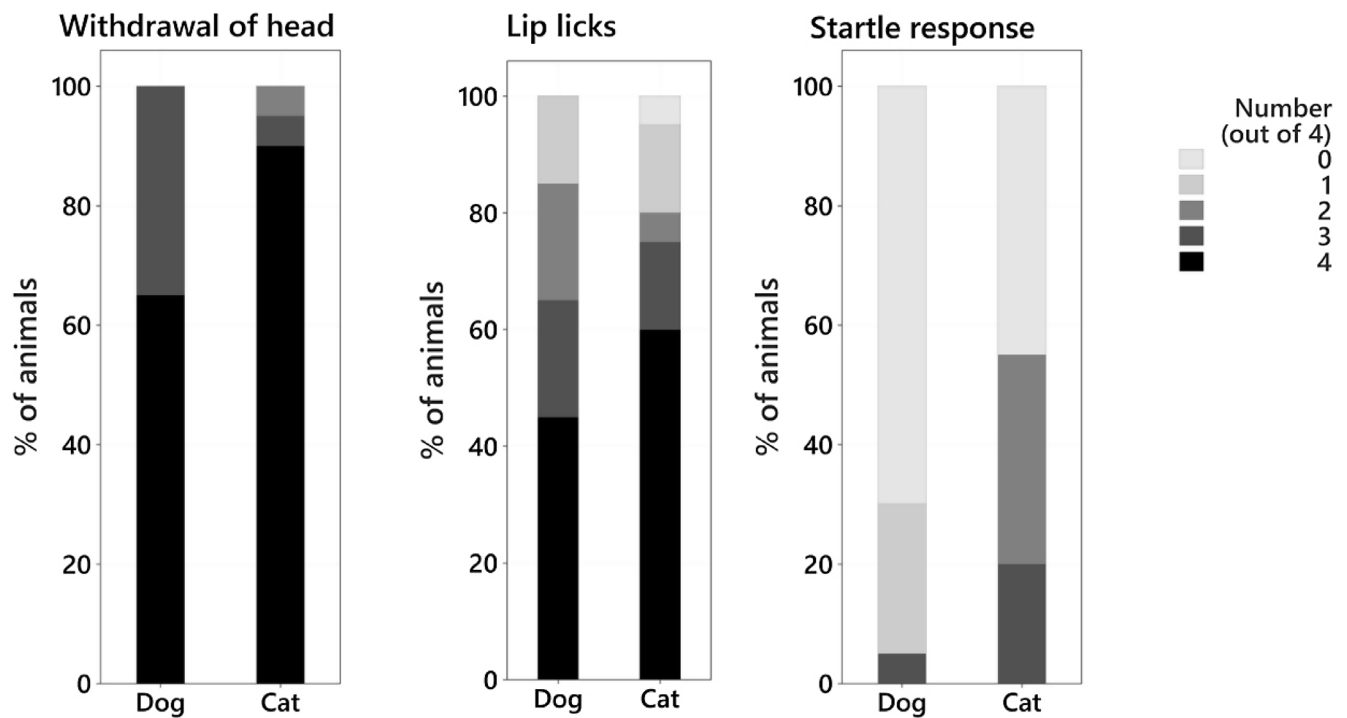 Withdrawal of head
% of animals
100
80
60
40
20
0
Dog Cat
Lip licks
% of animals
100
80
60
40
20
0
Dog Cat
Startle response
% of animals
100
80
60
40
20
0
Dog Cat
Number
(out of 4)
0
1
2
3
4